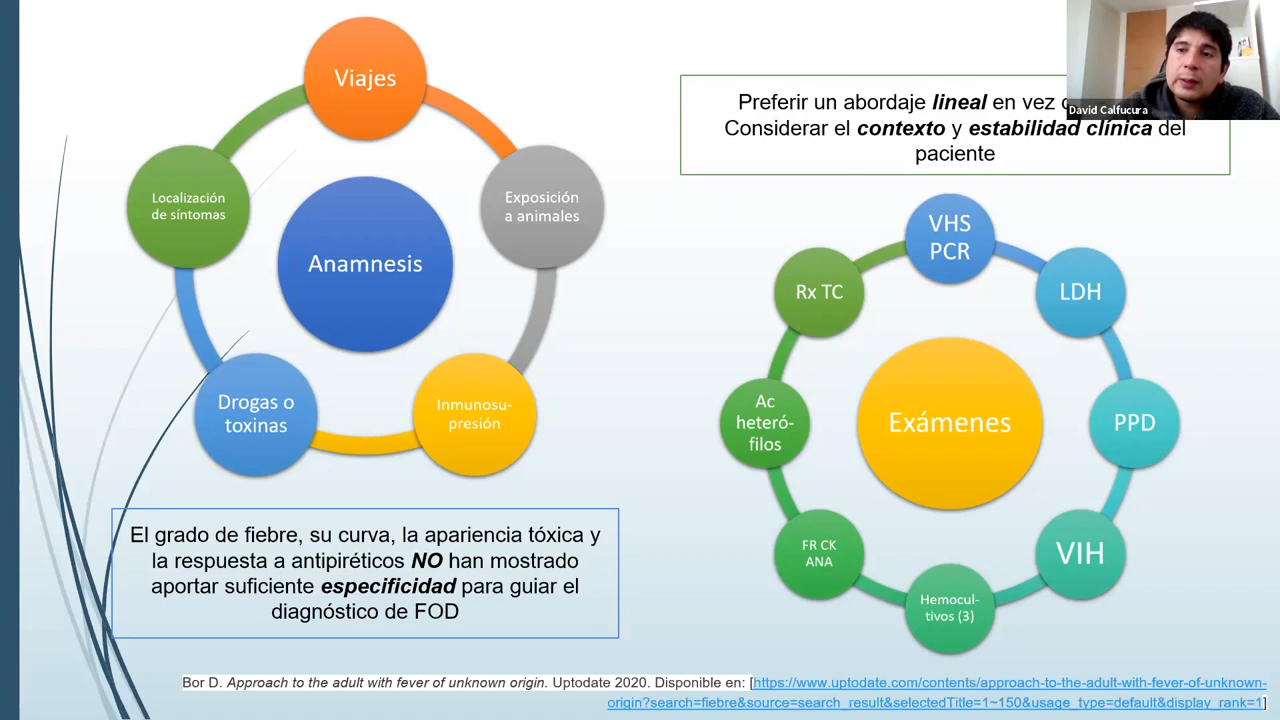 Viajes
Localización
de síntomas
Exposición
a animales
Anamnesis
Drogas o
toxinas
Inmunosu-
presión
El grado de fiebre, su curva, la apariencia tóxica y
la respuesta a antipiréticos NO han mostrado
aportar suficiente especificidad para guiar el
diagnóstico de FOD
David Calfucura
Preferir un abordaje lineal en vez
Considerar el contexto y estabilidad clínica del
paciente
VHS
PCR
Rx TC
LDH
Ac
heteró-
filos
Exámenes
PPD
FR CK
ANA
VIH
Hemocul-
tivos (3)
Bor D. Approach to the adult with fever of unknown origin. Uptodate 2020. Disponible en: [https://www.uptodate.com/contents/approach-to-the-adult-with-fever-of-unknown-
origin?search=fiebre&source=search_result&selectedTitle=1~150&usage_type=default&display_rank=1]